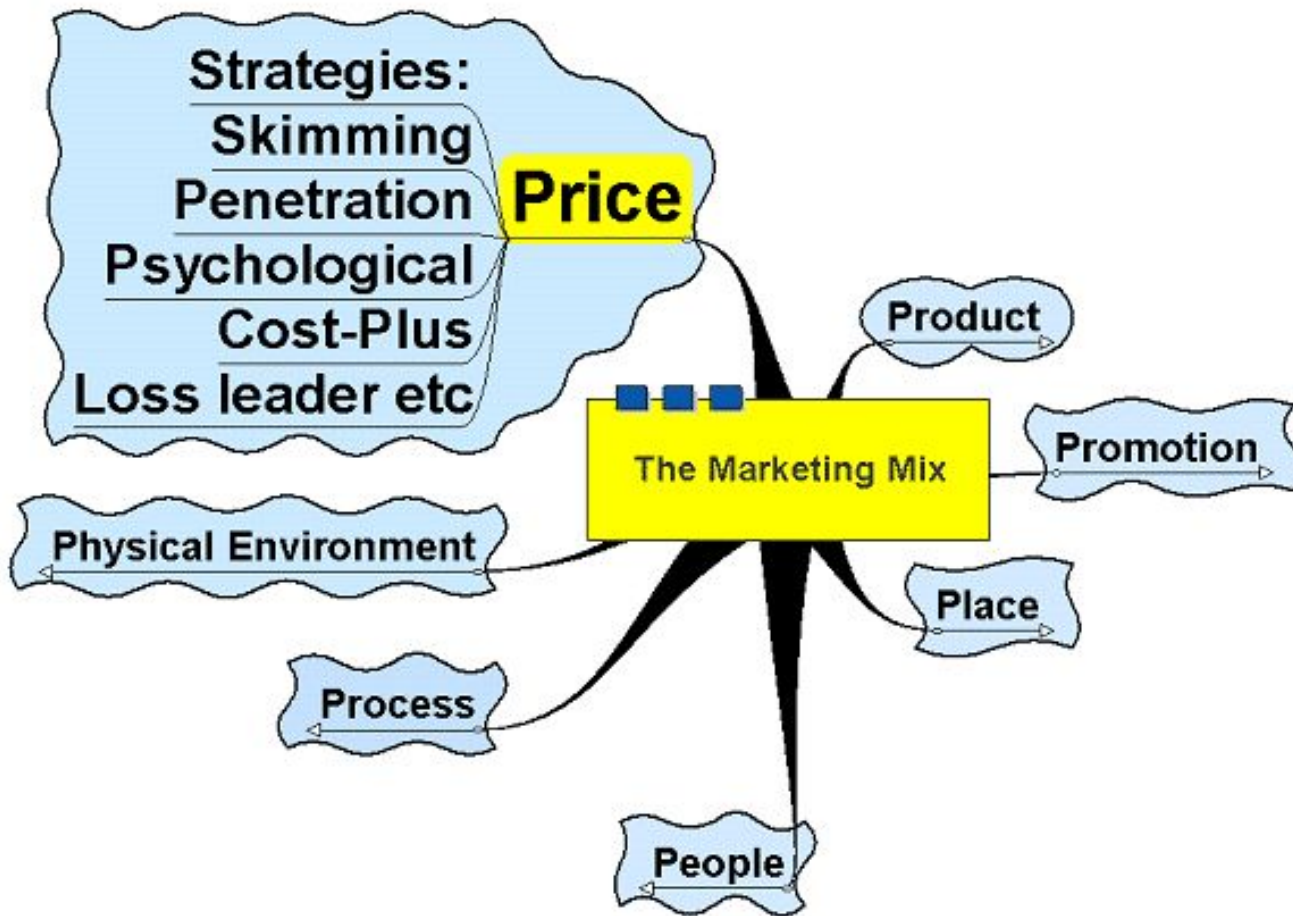 Strategies:
Skimming
Penetration
Psychological
Cost-Plus
Loss leader etc
Price
Product
The Marketing Mix
Promotion
Physical Environment
Place
Process
People